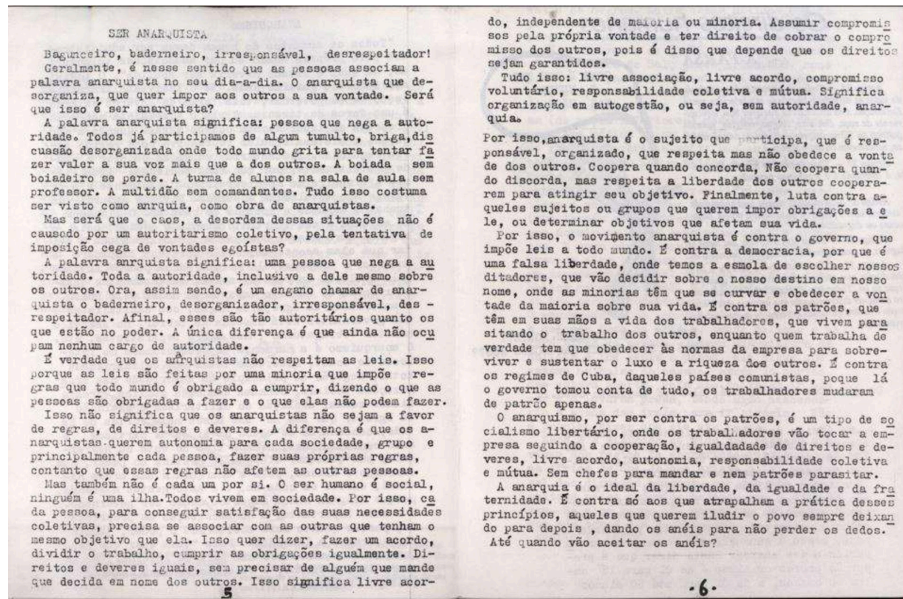 SER ANARQUISTA
Bagunceiro, baderneiro, irresponsável, desrespeitador!
Geralmente, é nesse sentido que as pessoas associam a
palavra anarquista no seu dia-a-dia. O anarquista que de-
sorganiza, que quer impor aos outros a sua vontade. Será
que isso é ser anarquista?
A palavra anarquista significa: pessoa que nega a auto-
ridade. Todos já participamos de algum tumulto, briga,dis
cussão desorganizada onde todo mundo grita para tentar fa
zer valer a sua voz mais que a dos outros. A boiada sem
boiadeiro se perde. A turma de alunos na sala de aula sem
professor. A multidão sem comandantes. Tudo isso costuma
ser visto como anrquia, como obra de anarquistas.
Mas será que o caos, a desordem dessas situações não é
causado por um autoritarismo coletivo, pela tentativa de
imposição cega de vontades egoístas?
A palavra anrquista significa: uma pessoa que nega a au
toridade. Toda a autoridade, inclusive a dele mesmo sobre
os outros. Ora, assim sendo, é um engano chamar de anar-
quista o baderneiro, desorganizador, irresponsável, des -
respeitador. Afinal, esses são tão autoritários quanto os
que estão no poder. A única diferença é que ainda não ocu
pam nenhum cargo de autoridade.
É verdade que os anarquistas não respeitam as leis. Isso
porque as leis são feitas por uma minoria que impõe re-
gras que todo mundo é obrigado a cumprir, dizendo o que as
pessoas são obrigadas a fazer e o que elas não podem fazer.
Isso não significa que os anarquistas não sejam a favor
de regras, de direitos e deveres. A diferença é que os a-
narquistas querem autonomia para cada sociedade, grupo e
principalmente cada pessoa, fazer suas próprias regras,
contanto que essas regras não afetem as outras pessoas.
Mas também não é cada um por si. O ser humano é social,
ninguém é uma ilha.Todos vivem em sociedade. Por isso, ca
da pessoa, para conseguir satisfação das suas necessidades
coletivas, precisa se associar com as outras que tenham o
mesmo objetivo que ela. Isso quer dizer, fazer um acordo,
dividir o trabalho, cumprir as obrigações igualmente. Di-
reitos e deveres iguais, sem precisar de alguém que mande
que decida em nome dos outros. Isso significa livre acor-
5
do, independente de maioria ou minoria. Assumir compromis
sos pela própria vontade e ter direito de cobrar o compro
misso dos outros, pois é disso que depende que os direitos
sejam garantidos.
Tudo isso: livre associação, livre acordo, compromisso
voluntário, responsabilidade coletiva e mútua. Significa
organização em autogestão, ou seja, sem autoridade, anar-
quia.
Por isso,anarquista é o sujeito que participa, que é res-
ponsável, organizado, que respeita mas não obedece a vonta
de dos outros. Coopera quando concorda, Não coopera quan-
do discorda, mas respeita a liberdade dos outros coopera-
rem para atingir seu objetivo. Finalmente, luta contra a-
queles sujeitos ou grupos que querem impor obrigações a e
le, ou determinar objetivos que afetam sua vida.
Por isso, o movimento anarquista é contra o governo, que
impõe leis a todo mundo. É contra a democracia, por que é
uma falsa liberdade, onde temos a esmola de escolher nossos
ditadores, que vão decidir sobre o nosso destino em nosso
nome, onde as minorias têm que se curvar e obedecer a von
tade da maioria sobre sua vida. É contra os patrões, que
têm em suas mãos a vida dos trabalhadores, que vivem para
sitando o trabalho dos outros, enquanto quem trabalha de
verdade tem que obedecer às normas da empresa para sobre-
viver e sustentar o luxo e a riqueza dos outros. É contra
os regimes de Cuba, daqueles países comunistas, poque lá
o governo tomou conta de tudo, os trabalhadores mudaram
de patrão apenas.
O anarquismo, por ser contra os patrões, é um tipo de so
cialismo libertário, onde os trabalhadores vão tocar a em-
presa seguindo a cooperação, igualdadade de direitos e de-
veres, livre acordo, autonomia, responsabilidade coletiva
e mútua. Sem chefes para mandar e nem patrões parasitar.
A anarquia é o ideal da liberdade, da igualdade e da fra
ternidade. É contra só aos que atrapalham a prática desses
princípios, aqueles que querem iludir o povo sempre deixan
do para depois , dando os anéis para não perder os dedos.
Até quando vão aceitar os anéis?
.6.